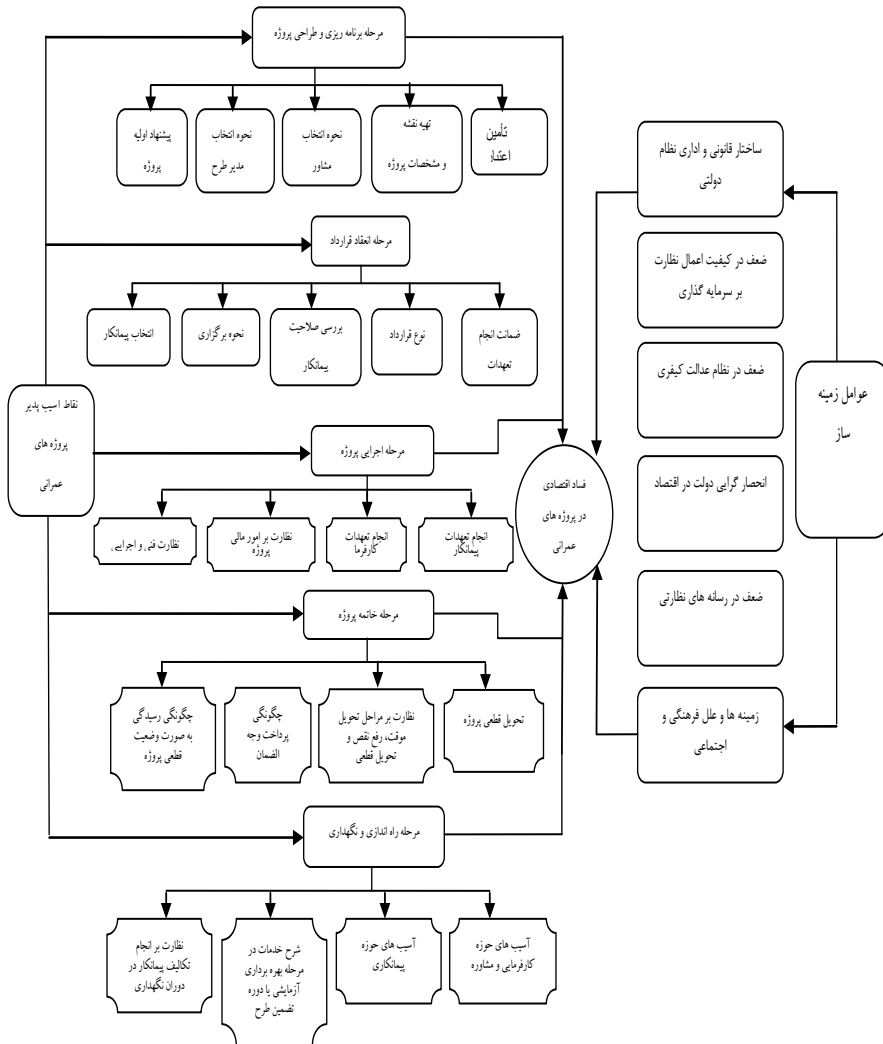 مرحله برنامه ریزی و طراحی پروژه
تأمین
اعتبار
تهیه نقشه
و مشخصات پروژه
نحوه انتخاب
مشاور
نحوه انتخاب
مدیر طرح
پیشنهاد اولیه
پروژه
مرحله انعقاد قرارداد
ضمانت انجام
تعهدات
نوع قرارداد
بررسی صلاحیت
پیمانکار
نحوه برگزاری
انتخاب پیمانکار
نقاط اسب پدیر
پروژه های
عمرانی
مرحله اجرایی پروژه
انجام تعهدات
پیمانکار
انجام تعهدات
کارفرما
نظارت بر امور مالی
پروژه
نظارت فنی و اجرایی
مرحله خاتمه پروژه
تحویل قطعی پروژه
نظارت بر مراحل تحویل
موقت، رفع نقص و
تحویل قطعی
چگونگی
پرداخت وجه
الضمان
چگونگی رسیدگی
به صورت وضعیت
قطعی پروژه
مرحله راه اندازی و نگهداری
آسیب های حوزه
کارفرمایی و مشاوره
آسیب های حوزه
پیمانکاری
شرح خدمات در
مرحله بهره برداری
آزمایشی یا دوره
تضمین طرح
نظارت بر انجام
تکالیف پیمانکار در
دوران نگهداری
فساد اقتصادی
در پروژه های
عمرانی
عوامل زمینه
ساز
ساختار قانونی و اداری نظام
دولتی
ضعف در کیفیت اعمال نظارت
بر سرمایه گذاری
ضعف در نظام عدالت کیفری
انحصار گرایی دولت در اقتصاد
ضعف در رسانه های نظارتی
زمینه ها و علل فرهنگی و
اجتماعی